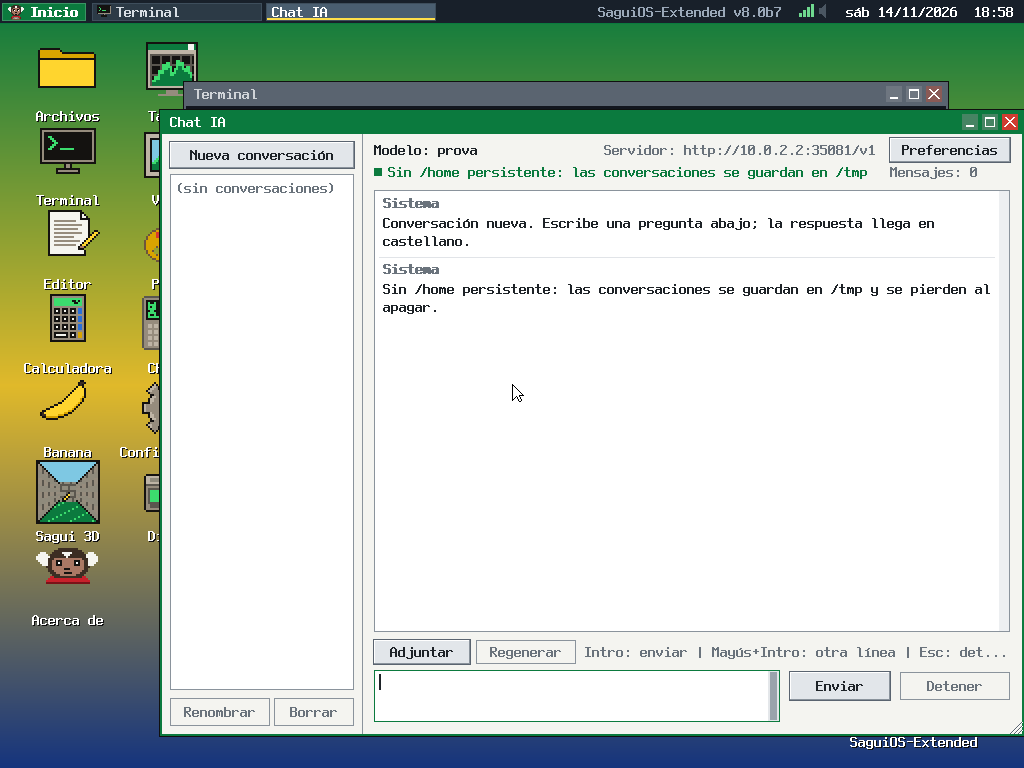 Inicio
Terminal
Chat IA
SaguiOS-Extended v8.0b7
sáb 14/11/2026
18:58
Archivos
Terminal
Editor
Calculadora
Banana
Confi
Sagui 3D
Acerca de
Terminal
Chat IA
Nueva conversación
(sin conversaciones)
Renombrar
Borrar
Modelo: prova
Servidor: http://10.0.2.2:35081/v1
Preferencias
Sin /home persistente: las conversaciones se guardan en /tmp
Mensajes: 0
Sistema
Conversación nueva. Escribe una pregunta abajo; la respuesta llega en
castellano.
Sistema
Sin /home persistente: las conversaciones se guardan en /tmp y se pierden al
apagar.
Adjuntar
Regenerar
Intro: enviar | Mayús+Intro: otra línea | Esc: det...
Enviar
Detener
SaguiOS-Extended